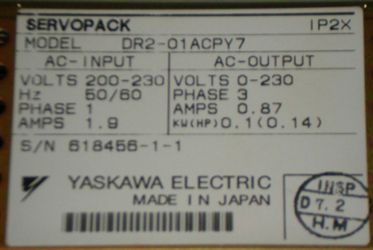 SERVOPACK IP2X
MODEL DR2-01ACPY7
AC-INPUT AC-OUTPUT
VOLTS 200-230 VOLTS 0-230
Hz 50/60 PHASE 3
PHASE 1 AMPS 0.87
AMPS 1.9 KW(HP) 0.1(0.14)
S/N 618456-1-1
YASKAWA ELECTRIC
MADE IN JAPAN
INSP
D 7.2
H.M